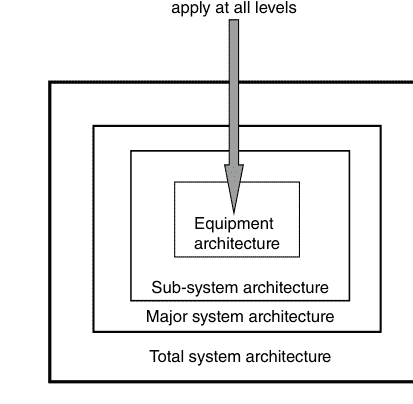 apply at all levels
Equipment
architecture
Sub-system architecture
Major system architecture
Total system architecture